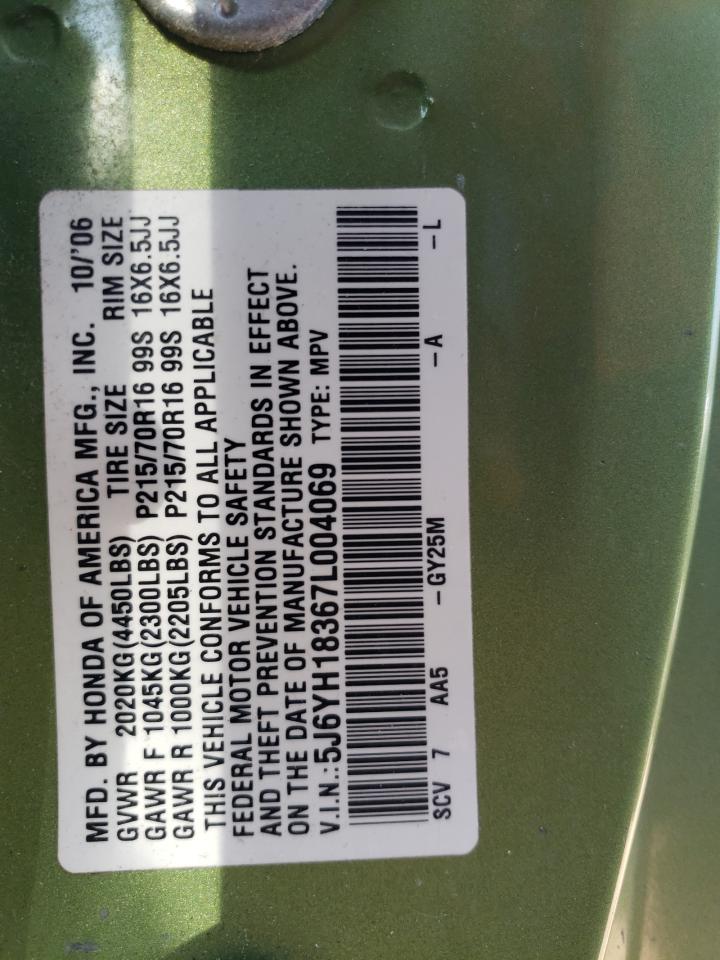 MFD. BY HONDA OF AMERICA MFG., INC. 10/'06
GVWR 2020KG(4450LBS) TIRE SIZE RIM SIZE
GAWR F 1045KG(2300LBS) P215/70R16 99S 16X6.5JJ
GAWR R 1000KG(2205LBS) P215/70R16 99S 16X6.5JJ
THIS VEHICLE CONFORMS TO ALL APPLICABLE
FEDERAL MOTOR VEHICLE SAFETY
AND THEFT PREVENTION STANDARDS IN EFFECT
ON THE DATE OF MANUFACTURE SHOWN ABOVE.
V.I.N.:5J6YH18367L004069 TYPE: MPV
SCV 7 AA5 -GY25M -A -L